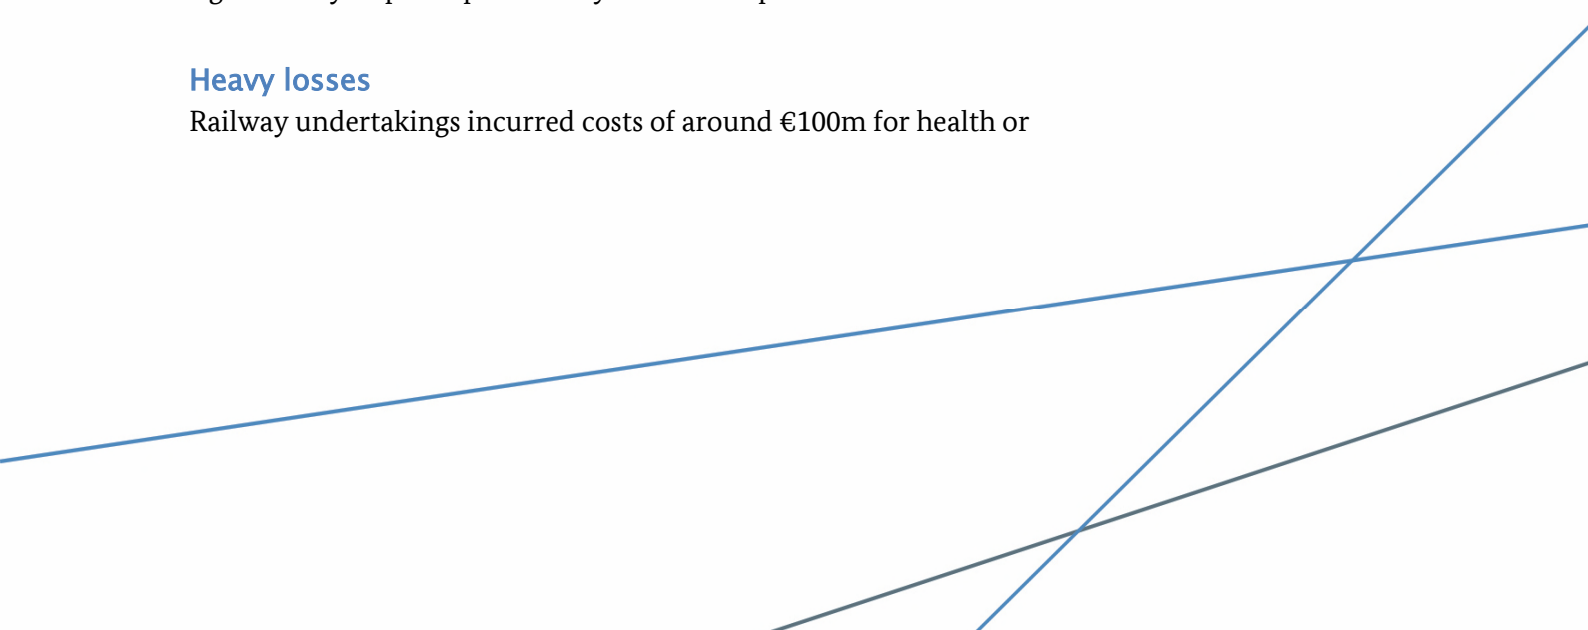 Heavy losses
Railway undertakings incurred costs of around €100m for health or